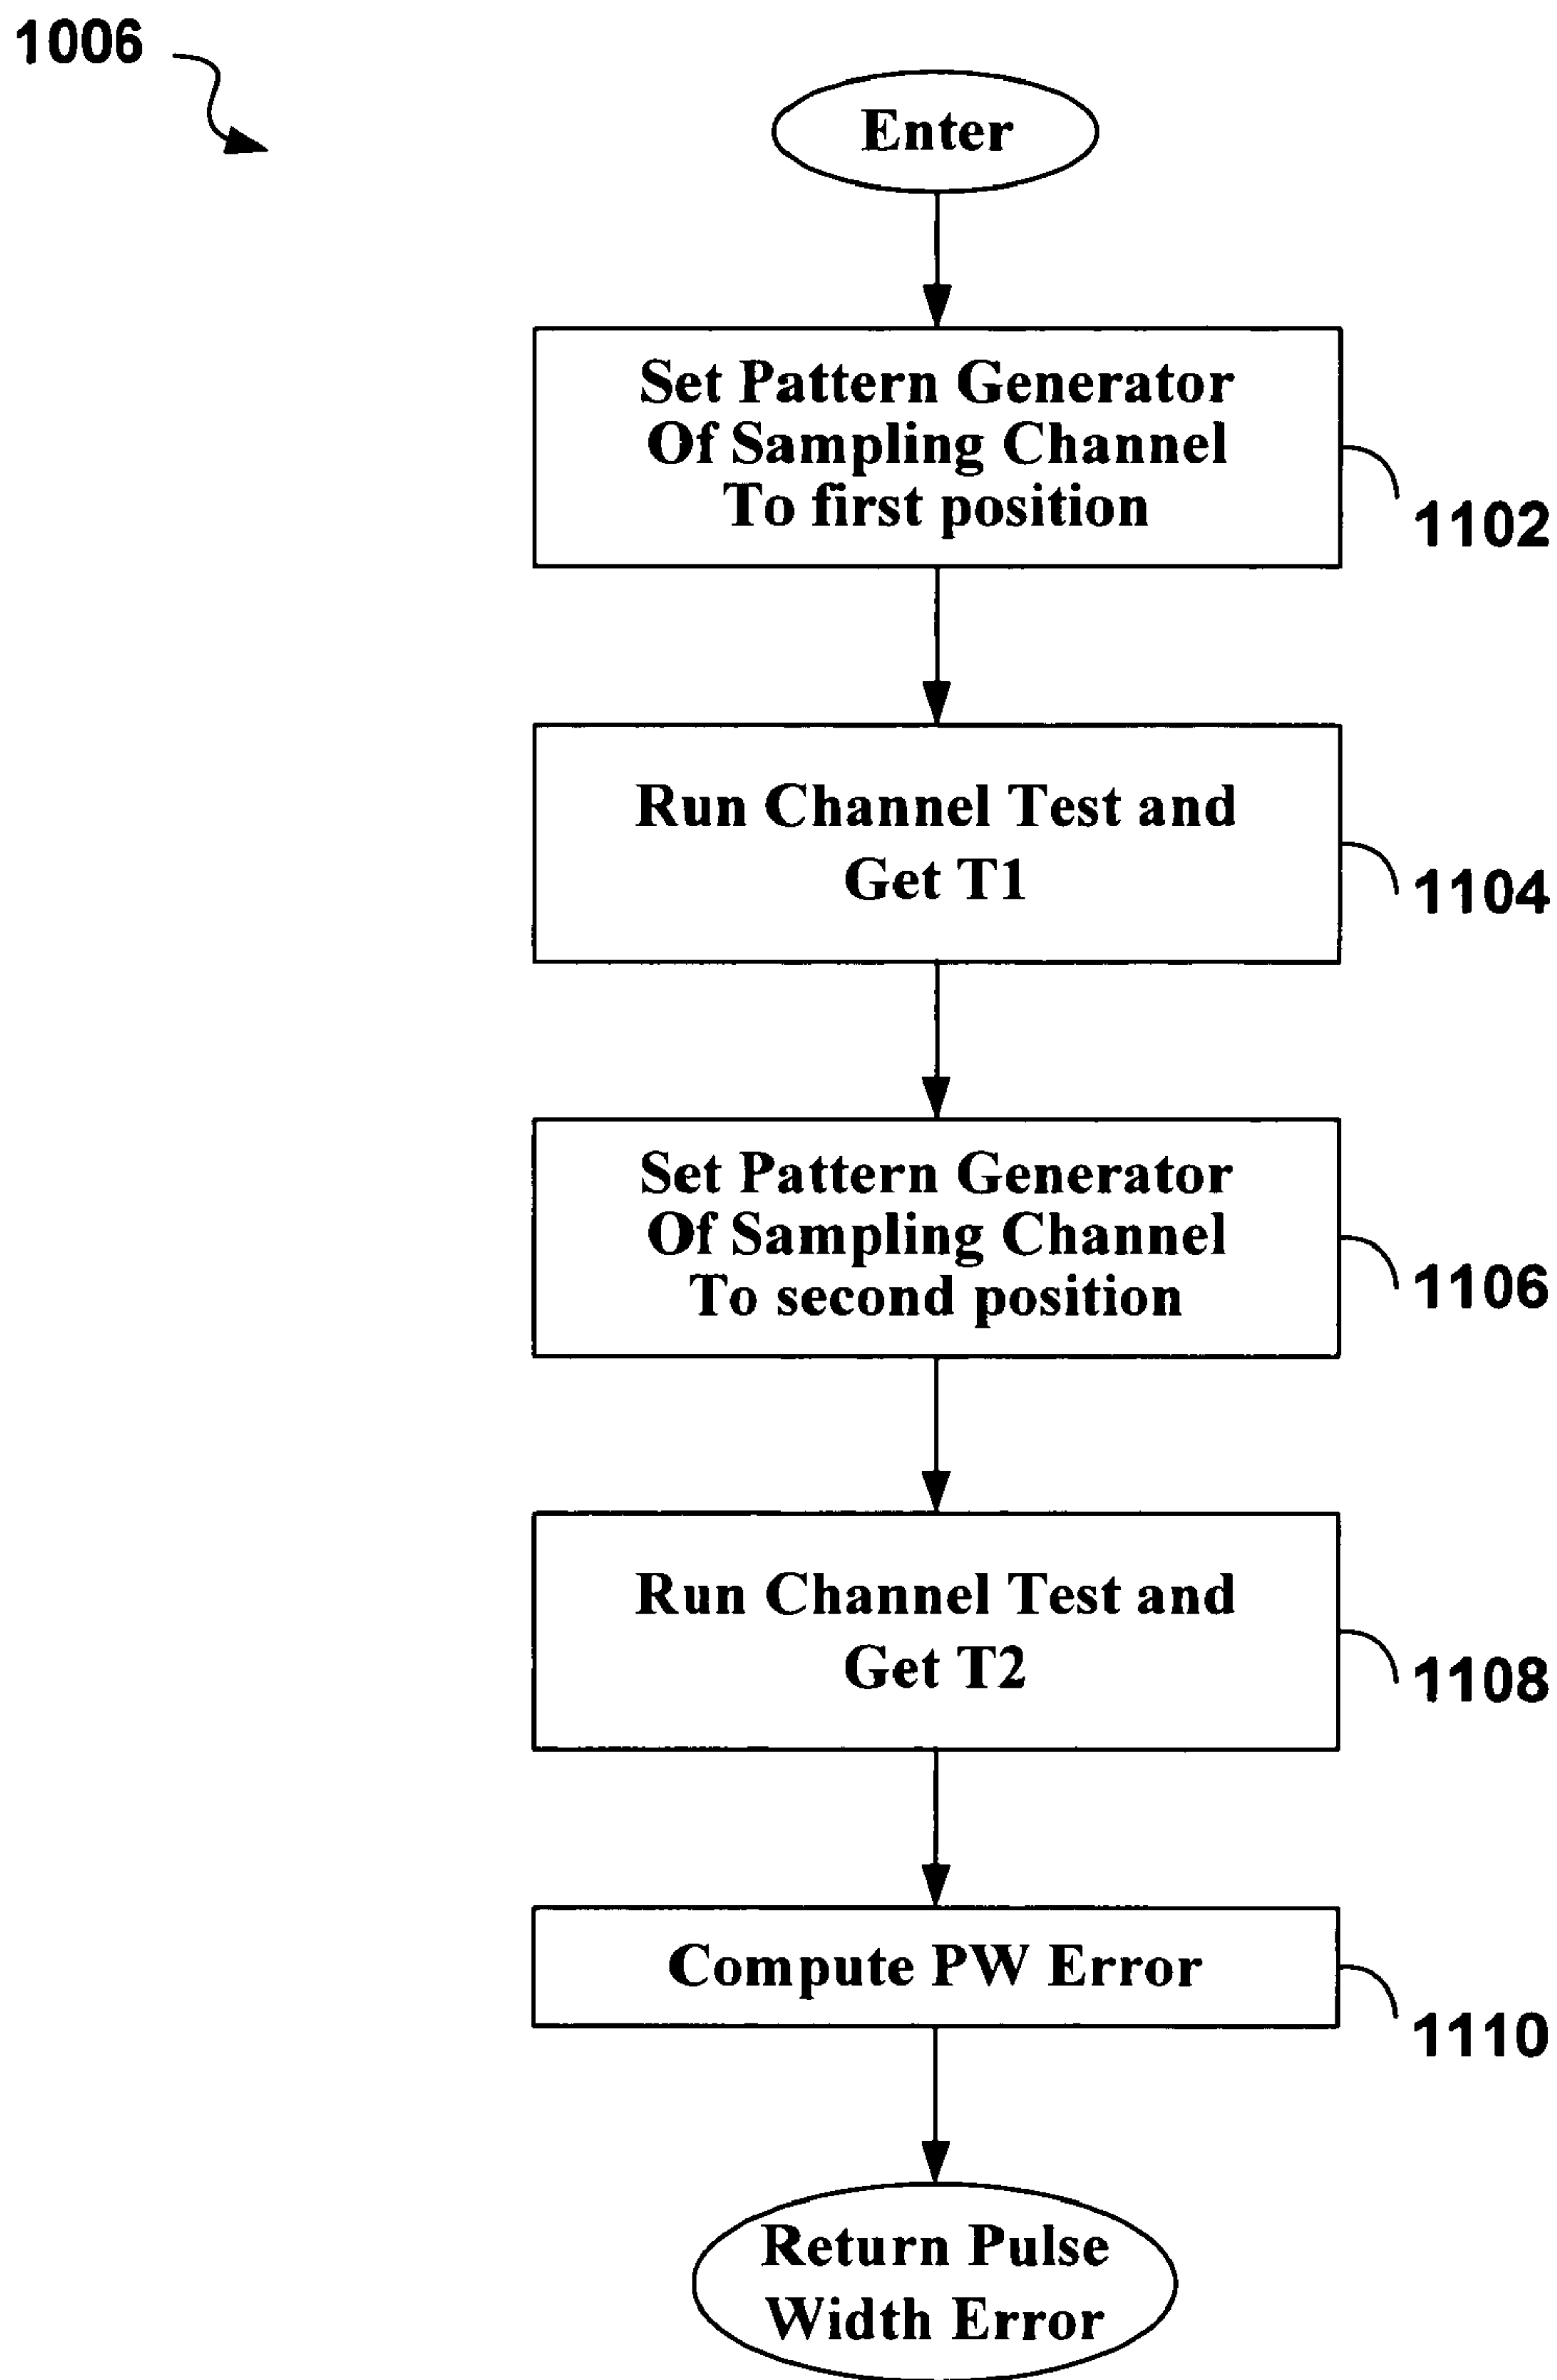 1006
Enter
Set Pattern Generator
Of Sampling Channel
To first position
1102
Run Channel Test and
Get T1
1104
Set Pattern Generator
Of Sampling Channel
To second position
1106
Run Channel Test and
Get T2
1108
Compute PW Error
1110
Return Pulse
Width Error